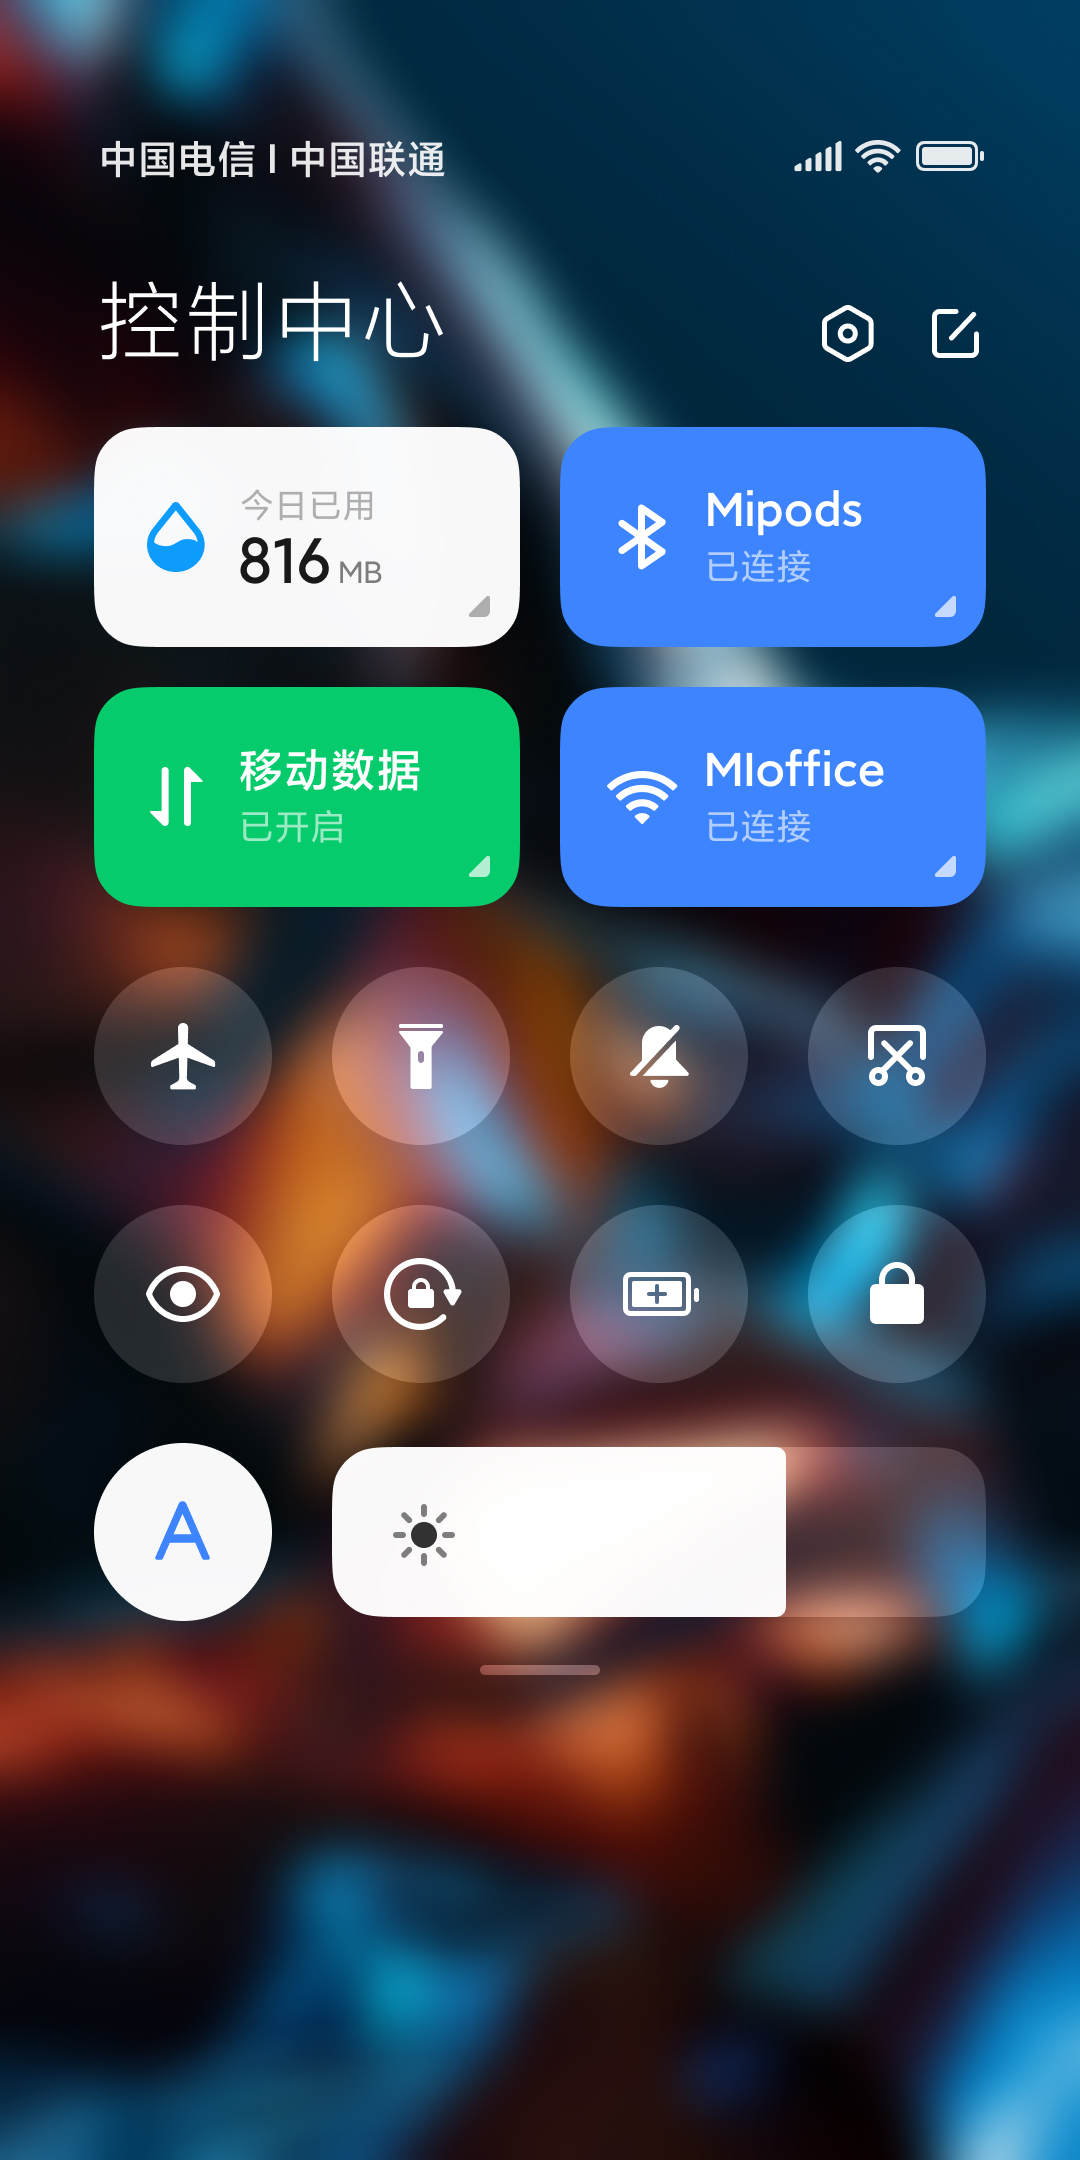 中国电信 | 中国联通
控制中心
今日已用
816 MB
Mipods
已连接
移动数据
已开启
MIoffice
已连接
A